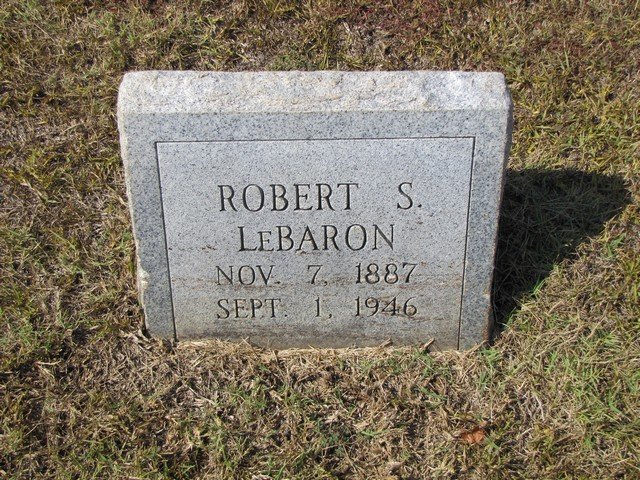 ROBERT S.
LEBARON
NOV. 7, 1887
SEPT. 1, 1946